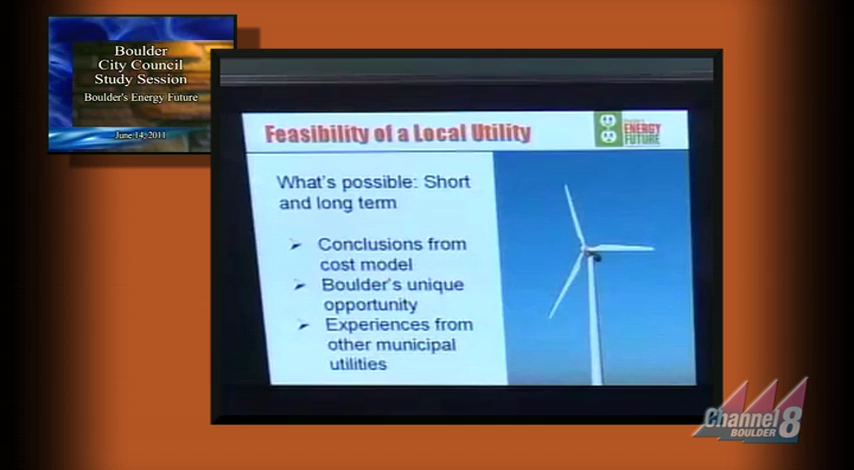 Boulder
City Council
Study Session
Boulder's Energy Future
June 14, 2011
Feasibility of a Local Utility
ENERGY
FUTURE
What's possible: Short
and long term
➢ Conclusions from
cost model
➢ Boulder's unique
opportunity
➢ Experiences from
other municipal
utilities
Channel 8
BOULDER